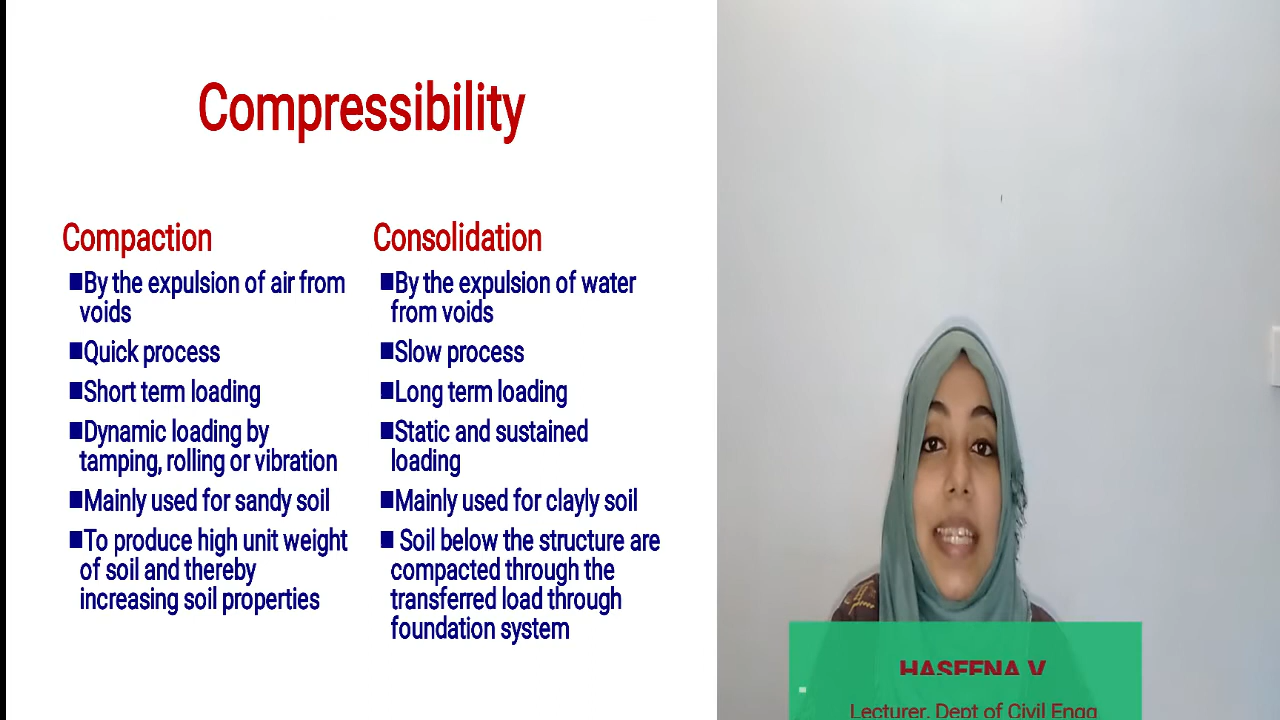 Compressibility
Compaction
■By the expulsion of air from
voids
■Quick process
■Short term loading
■Dynamic loading by
tamping, rolling or vibration
■Mainly used for sandy soil
■To produce high unit weight
of soil and thereby
increasing soil properties
Consolidation
■By the expulsion of water
from voids
■Slow process
■Long term loading
■Static and sustained
loading
■Mainly used for clayly soil
■ Soil below the structure are
compacted through the
transferred load through
foundation system
HASEENA V
Lecturer, Dept of Civil Engg